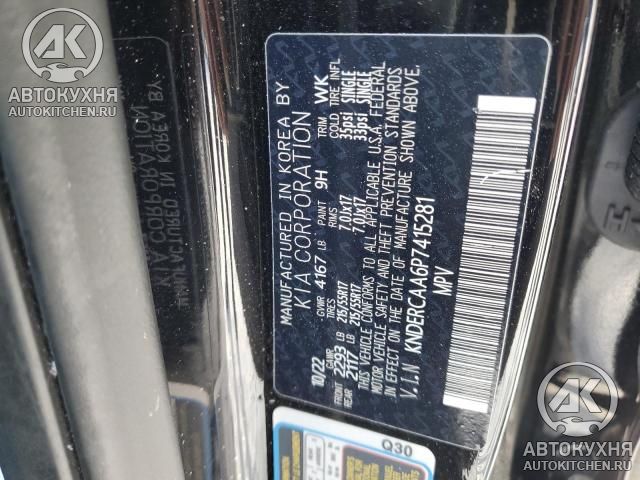 AK
АВТОКУХНЯ
AUTOKITCHEN.RU
MANUFACTURED IN KOREA BY
KIA CORPORATION
GVWR 4167 LB PAINT 9H TRIM WK
10/22 GAWR TIRES RIMS COLD TIRE INFL
FRONT 2293 LB 215/55R17 7.0Jx17 35psi SINGLE
REAR 2117 LB 215/55R17 7.0Jx17 33psi SINGLE
THIS VEHICLE CONFORMS TO ALL APPLICABLE U.S.A. FEDERAL
MOTOR VEHICLE SAFETY AND THEFT PREVENTION STANDARDS
IN EFFECT ON THE DATE OF MANUFACTURE SHOWN ABOVE.
V.I.N KNDERCAA6P7415281
MPV
Q30
AK
АВТОКУХНЯ
AUTOKITCHEN.RU